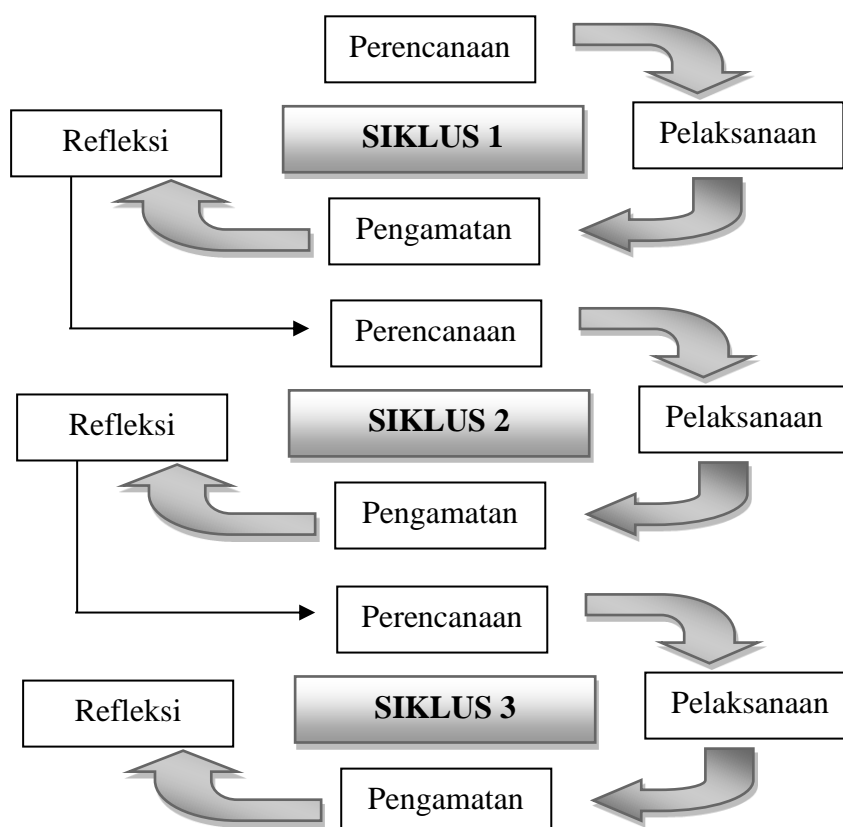 Perencanaan
Refleksi
SIKLUS 1
Pelaksanaan
Pengamatan
Perencanaan
Refleksi
SIKLUS 2
Pelaksanaan
Pengamatan
Perencanaan
Refleksi
SIKLUS 3
Pelaksanaan
Pengamatan